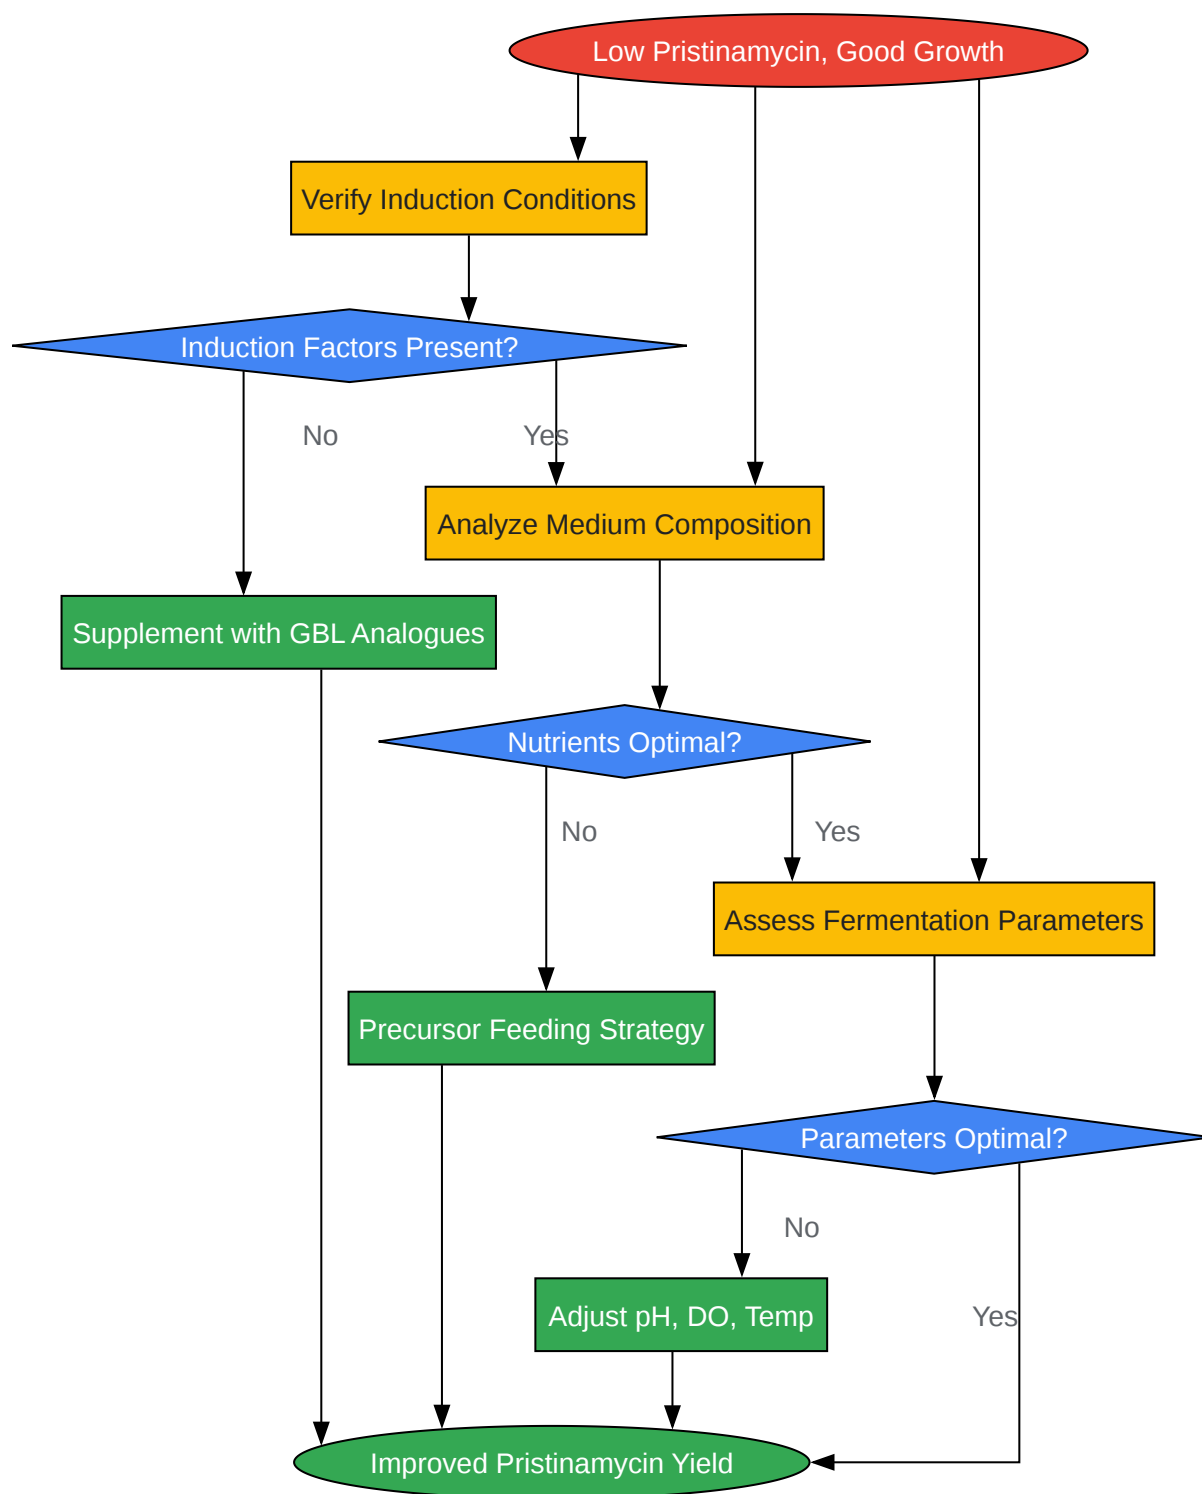 Low Pristinamycin, Good Growth
Verify Induction Conditions
Induction Factors Present?
No
Yes
Analyze Medium Composition
Supplement with GBL Analogues
Nutrients Optimal?
No
Yes
Assess Fermentation Parameters
Precursor Feeding Strategy
Parameters Optimal?
No
Adjust pH, DO, Temp
Yes
Improved Pristinamycin Yield